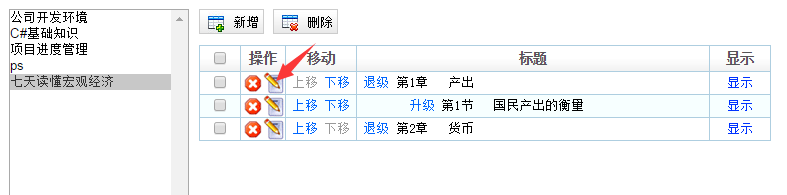 公司开发环境
C#基础知识
项目进度管理
ps
七天读懂宏观经济
新增 删除
操作 移动 标题 显示
上移 下移 退级 第1章 产出 显示
上移 下移 升级 第1节 国民产出的衡量 显示
上移 下移 退级 第2章 货币 显示